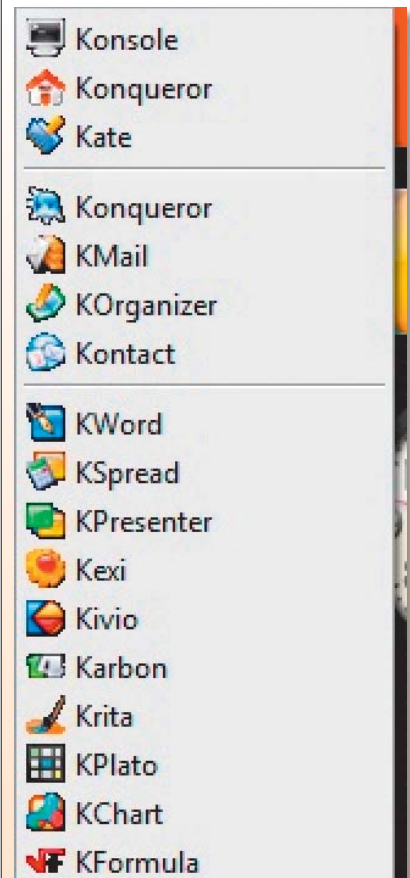 Konsole
Konqueror
Kate
Konqueror
KMail
KOrganizer
Kontact
KWord
KSpread
KPresenter
Kexi
Kivio
Karbon
Krita
KPlato
KChart
KFormula